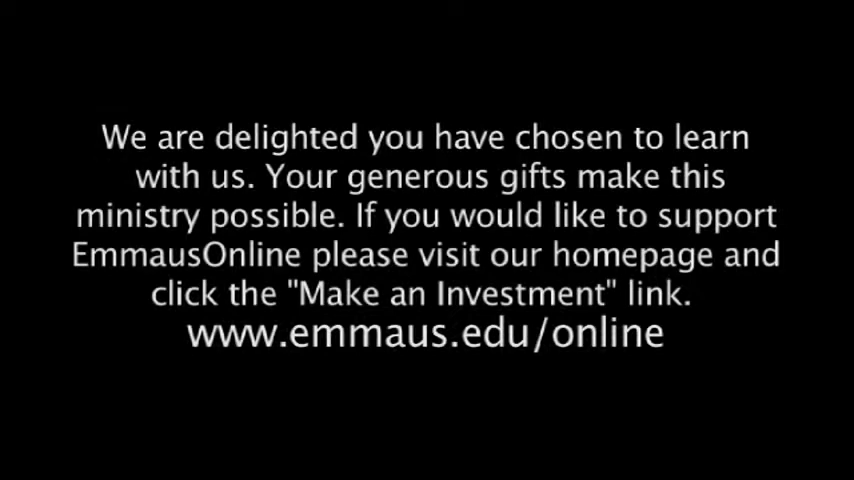 We are delighted you have chosen to learn
with us. Your generous gifts make this
ministry possible. If you would like to support
EmmausOnline please visit our homepage and
click the "Make an Investment" link.
www.emmaus.edu/online